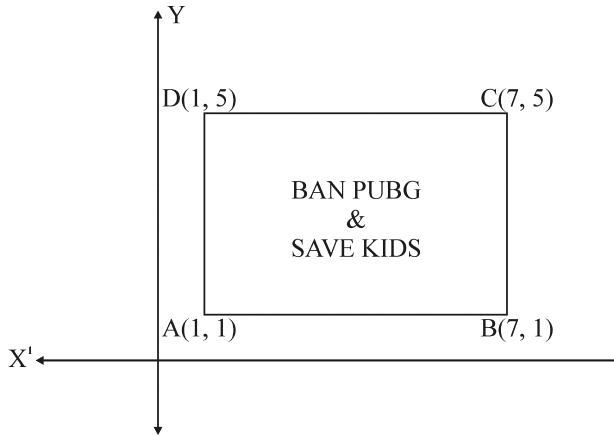 Y
D(1, 5) C(7, 5)
BAN PUBG
&
SAVE KIDS
A(1, 1) B(7, 1)
X'